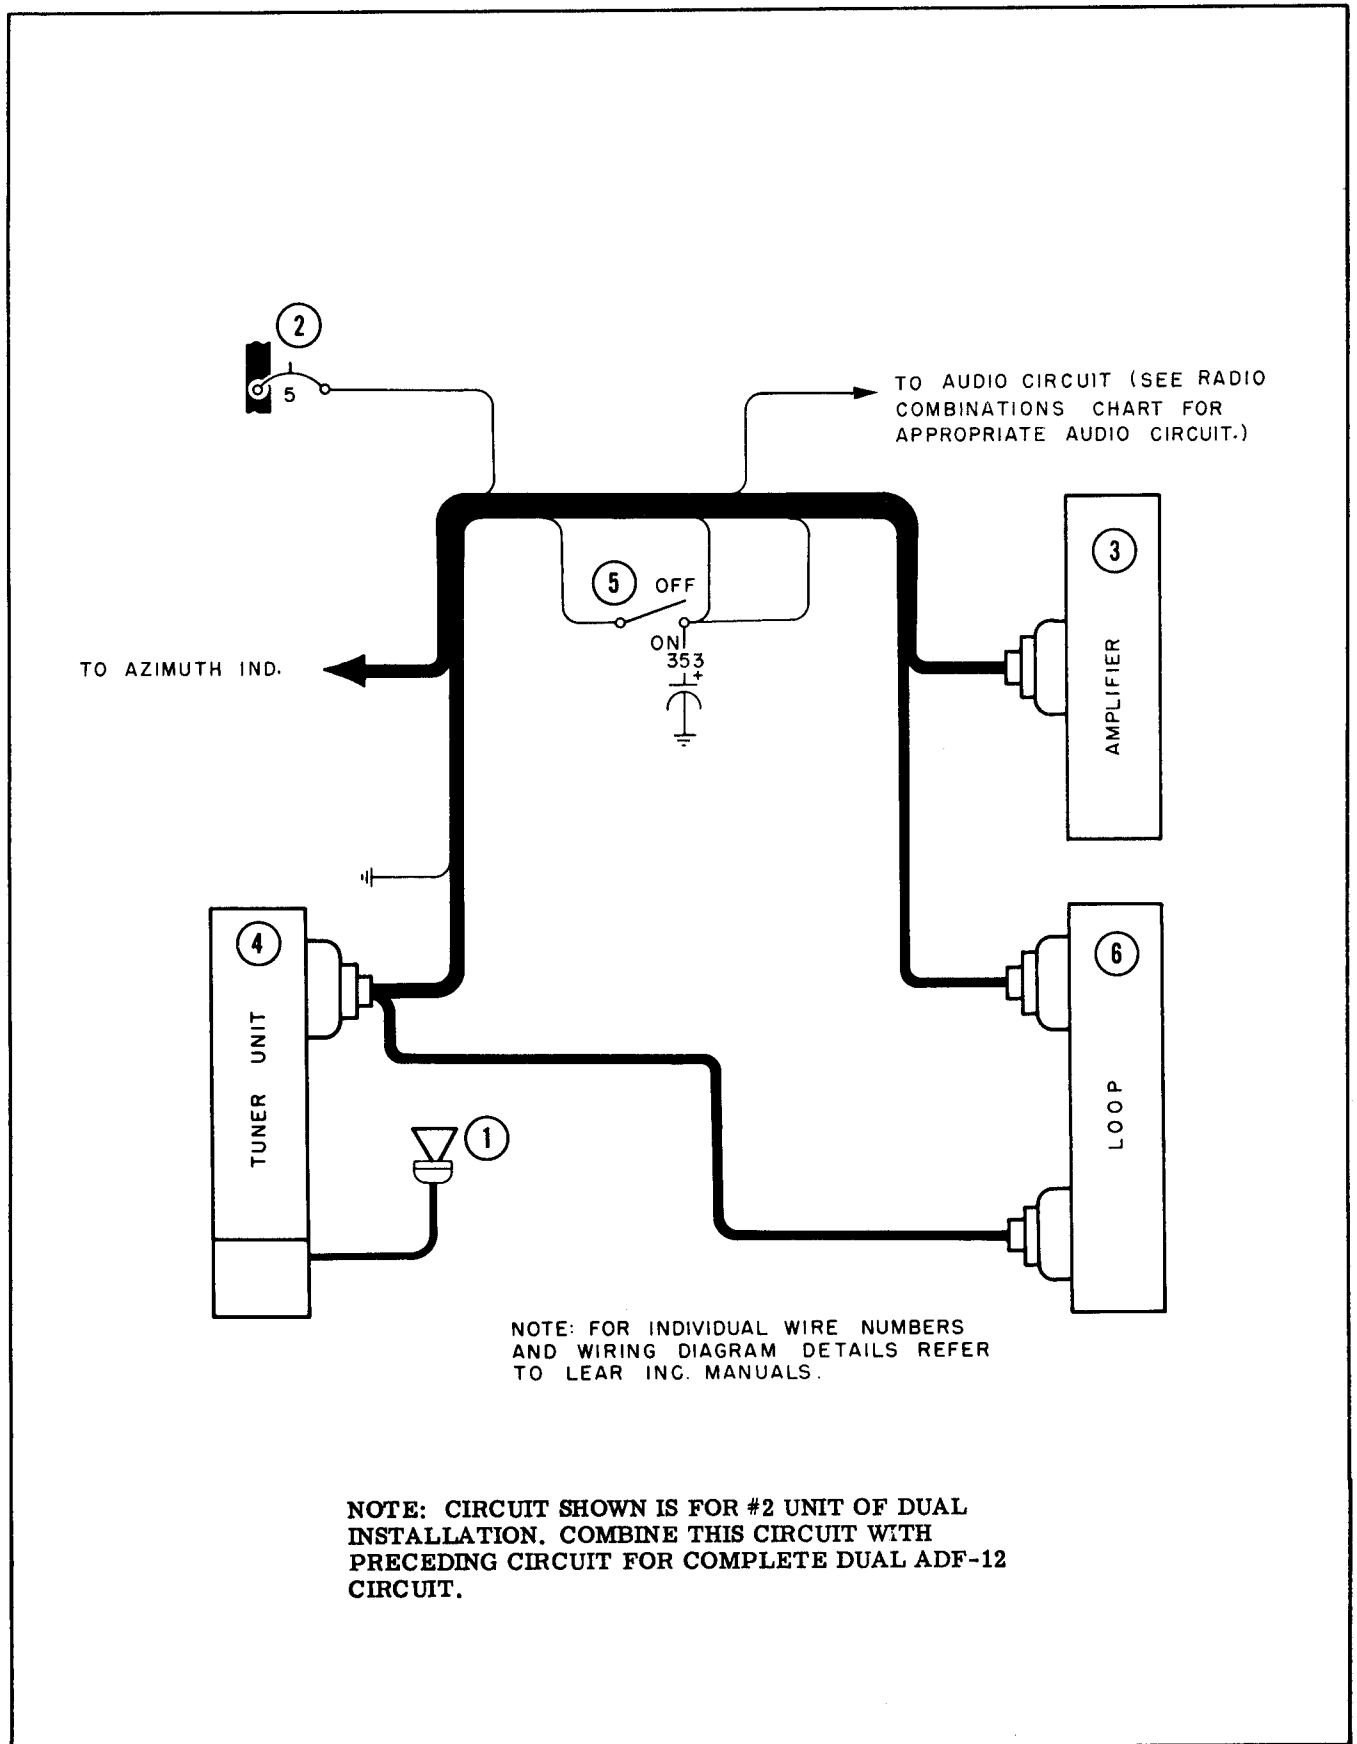 2
5
TO AUDIO CIRCUIT (SEE RADIO
COMBINATIONS CHART FOR
APPROPRIATE AUDIO CIRCUIT.)
3
AMPLIFIER
5
OFF
ON
353
+
TO AZIMUTH IND.
4
TUNER UNIT
6
LOOP
1
NOTE: FOR INDIVIDUAL WIRE NUMBERS
AND WIRING DIAGRAM DETAILS REFER
TO LEAR INC. MANUALS.
NOTE: CIRCUIT SHOWN IS FOR #2 UNIT OF DUAL
INSTALLATION. COMBINE THIS CIRCUIT WITH
PRECEDING CIRCUIT FOR COMPLETE DUAL ADF-12
CIRCUIT.